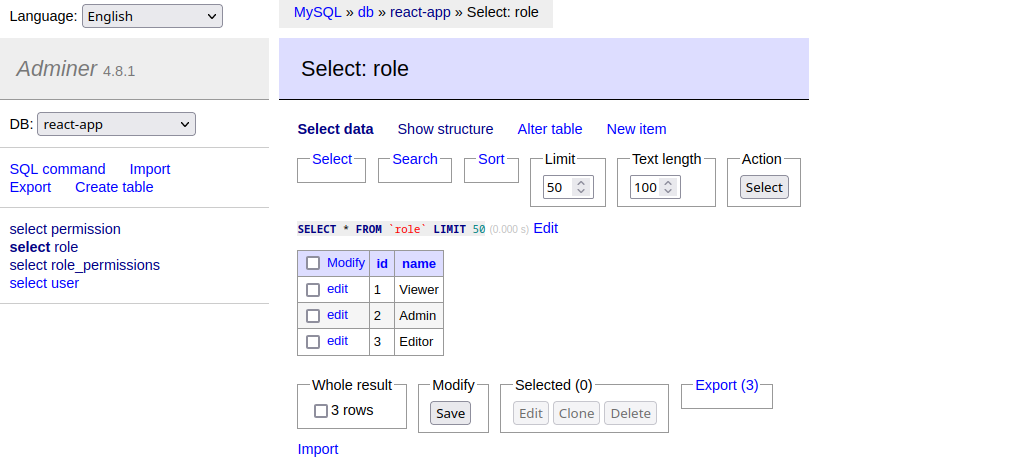 Language: English
MySQL » db » react-app » Select: role
Adminer 4.8.1
Select: role
DB: react-app
SQL command Import
Export Create table
select permission
select role
select role_permissions
select user
Select data Show structure Alter table New item
Select Search Sort Limit Text length Action
50 100 Select
SELECT * FROM `role` LIMIT 50 (0.000 s) Edit
Modify id name
edit 1 Viewer
edit 2 Admin
edit 3 Editor
Whole result Modify Selected (0) Export (3)
3 rows Save Edit Clone Delete
Import